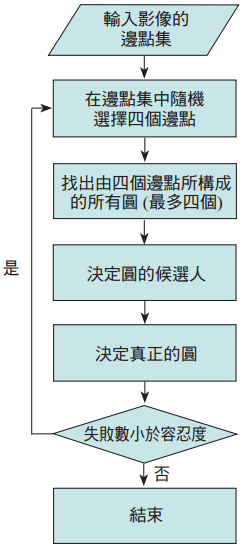 輸入影像的
邊點集
在邊點集中隨機
選擇四個邊點
找出由四個邊點所構成
的所有圓 (最多四個)
決定圓的候選人
決定真正的圓
是
失敗數小於容忍度
否
結束